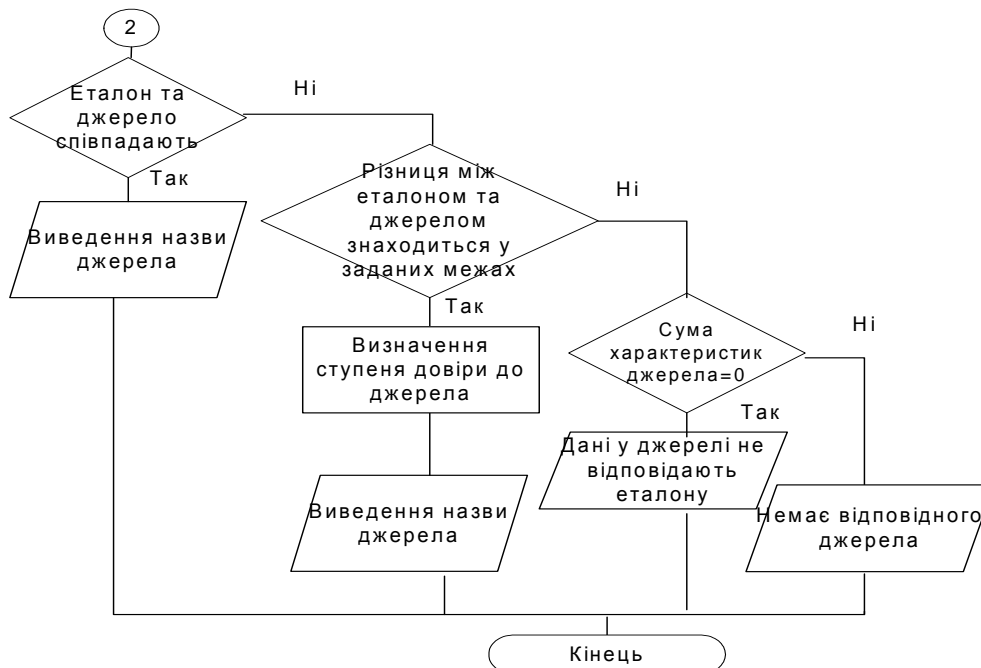 2
Еталон та
джерело
співпадають
Ні
Так
Виведення назви
джерела
Різниця між
еталоном та
джерелом
знаходиться у
заданих межах
Ні
Так
Визначення
ступеня довіри до
джерела
Виведення назви
джерела
Сума
характеристик
джерела=0
Ні
Так
Дані у джерелі не
відповідають
еталону
Немає відповідного
джерела
Кінець